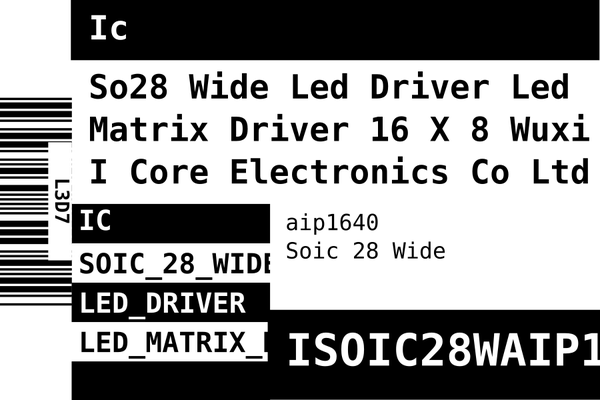 Ic
So28 Wide Led Driver Led
Matrix Driver 16 X 8 Wuxi
I Core Electronics Co Ltd
L3D7
IC
SOIC_28_WIDE
LED_DRIVER
LED_MATRIX_
aip1640
Soic 28 Wide
ISOIC28WAIP1